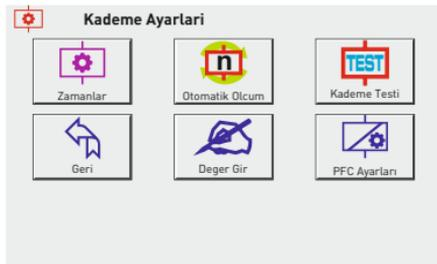 Kademe Ayarlari
n
TEST
Zamanlar
Otomatik Olcum
Kademe Testi
Geri
Deger Gir
PFC Ayarları